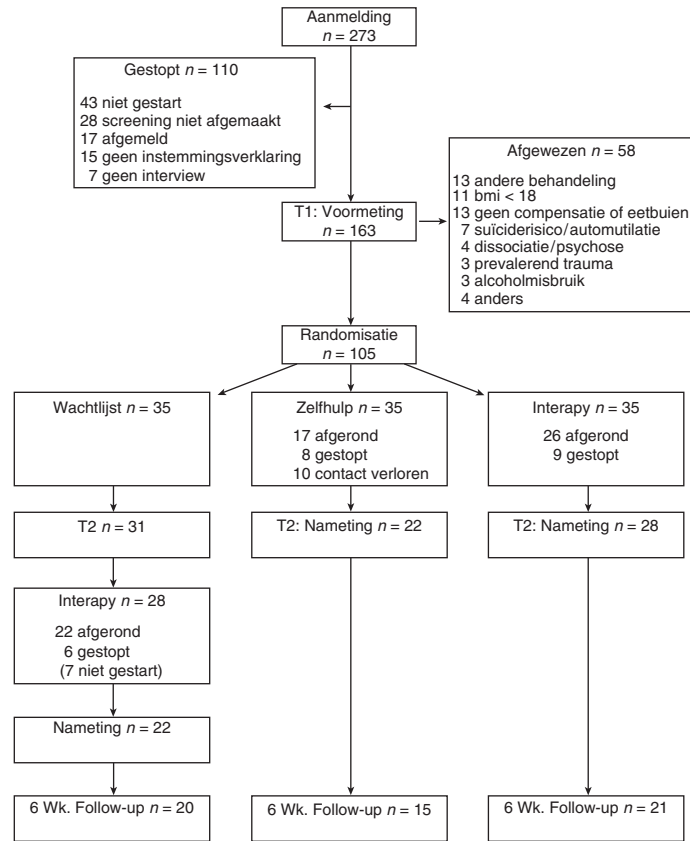 Aanmelding
n = 273
Gestopt n = 110
43 niet gestart
28 screening niet afgemaakt
17 afgemeld
15 geen instemmingsverklaring
7 geen interview
Afgewezen n = 58
13 andere behandeling
11 bmi < 18
13 geen compensatie of eetbuien
7 suïciderisico/automutilatie
4 dissociatie/psychose
3 prevalerend trauma
3 alcoholmisbruik
4 anders
T1: Voormeting
n = 163
Randomisatie
n = 105
Wachtlijst n = 35
Zelfhulp n = 35
17 afgerond
8 gestopt
10 contact verloren
Interapy n = 35
26 afgerond
9 gestopt
T2 n = 31
T2: Nameting n = 22
T2: Nameting n = 28
Interapy n = 28
22 afgerond
6 gestopt
(7 niet gestart)
Nameting n = 22
6 Wk. Follow-up n = 20
6 Wk. Follow-up n = 15
6 Wk. Follow-up n = 21